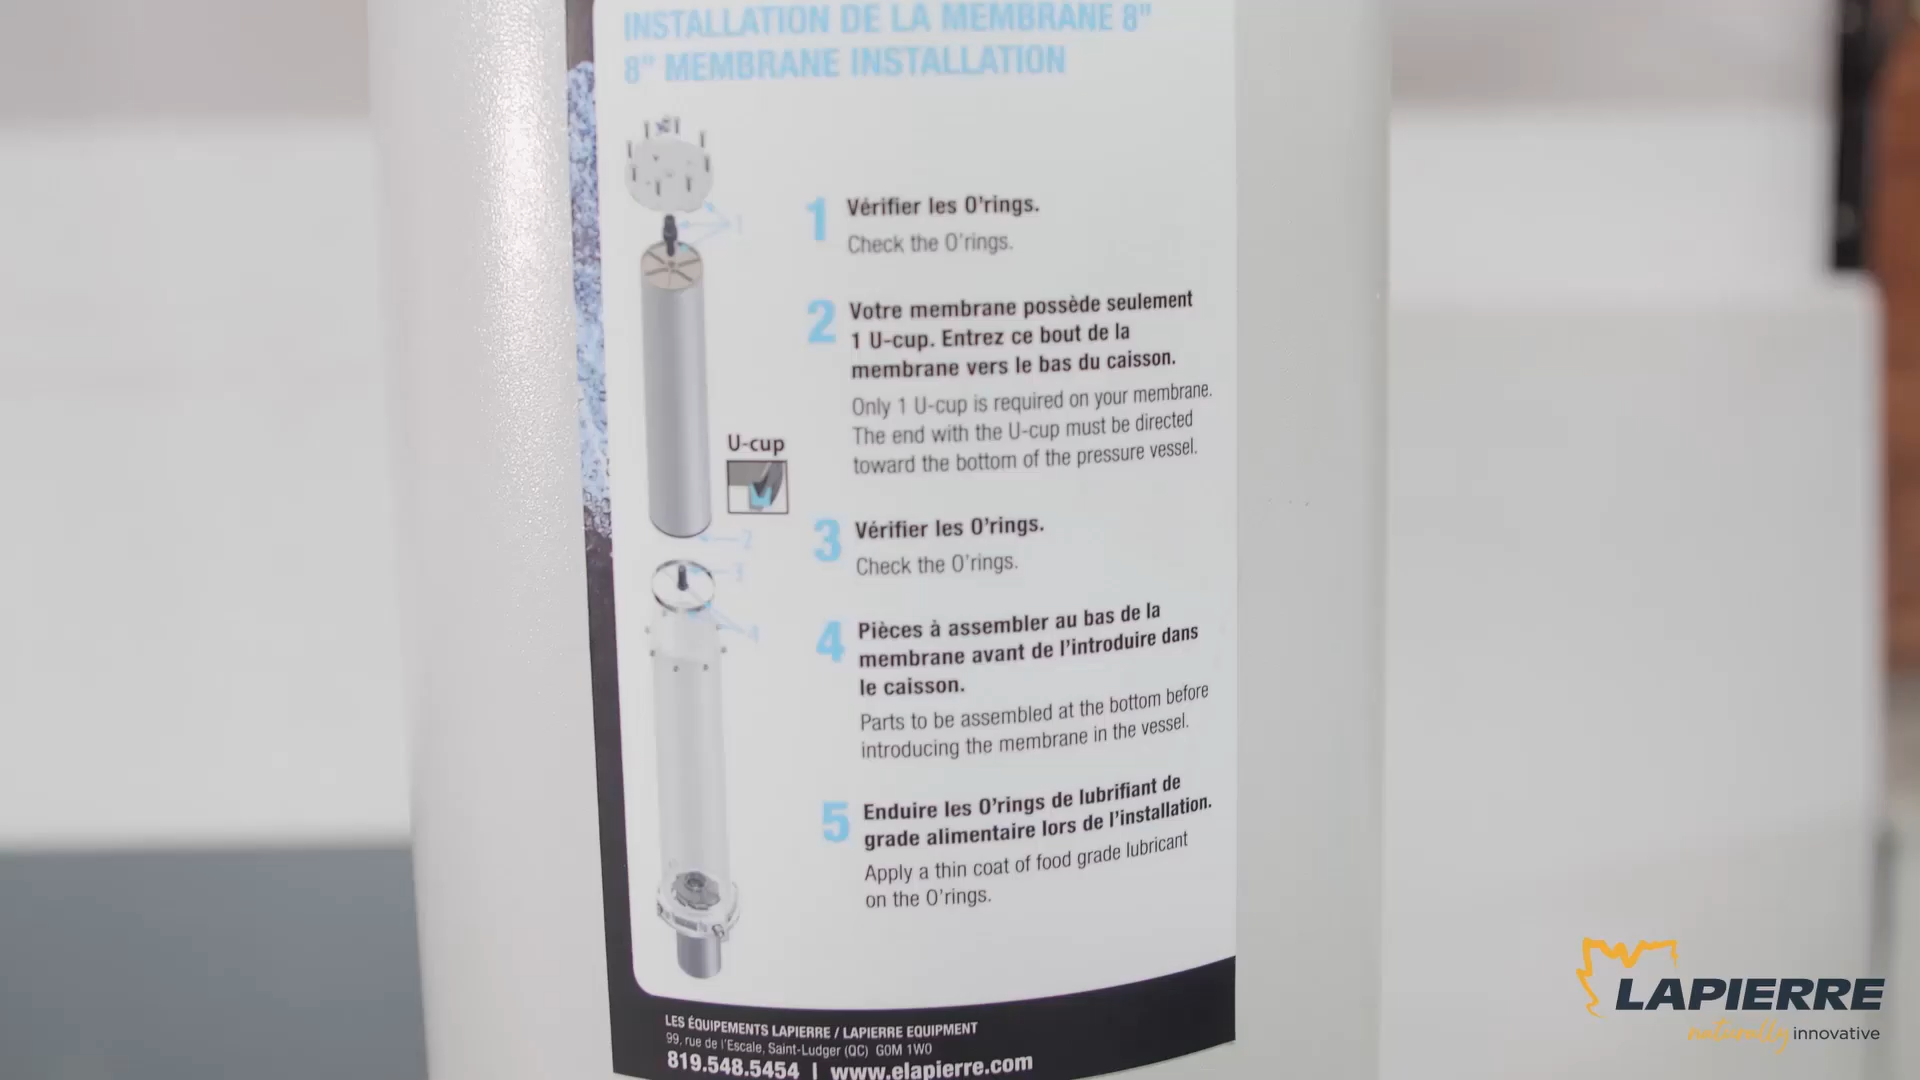 INSTALLATION DE LA MEMBRANE 8"
8" MEMBRANE INSTALLATION
1
1 Vérifier les O'rings.
Check the O'rings.
2 Votre membrane possède seulement
1 U-cup. Entrez ce bout de la
membrane vers le bas du caisson.
Only 1 U-cup is required on your membrane.
The end with the U-cup must be directed
toward the bottom of the pressure vessel.
U-cup
2
3
4
3 Vérifier les O'rings.
Check the O'rings.
4 Pièces à assembler au bas de la
membrane avant de l'introduire dans
le caisson.
Parts to be assembled at the bottom before
introducing the membrane in the vessel.
5 Enduire les O'rings de lubrifiant de
grade alimentaire lors de l'installation.
Apply a thin coat of food grade lubricant
on the O'rings.
LES ÉQUIPEMENTS LAPIERRE / LAPIERRE EQUIPMENT
99, rue de l'Escale, Saint-Ludger (QC) G0M 1W0
819.548.5454 | www.elapierre.com
LAPIERRE
naturally innovative